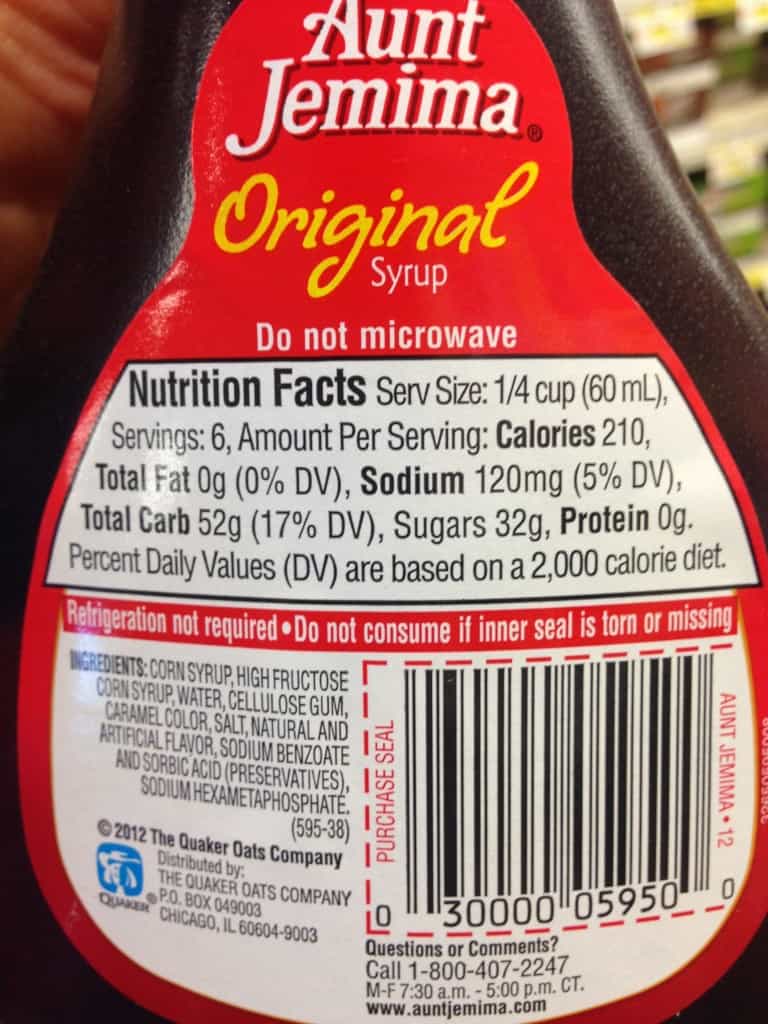 Aunt
Jemima®
Original
Syrup
Do not microwave
Nutrition Facts Serv Size: 1/4 cup (60 mL),
Servings: 6, Amount Per Serving: Calories 210,
Total Fat 0g (0% DV), Sodium 120mg (5% DV),
Total Carb 52g (17% DV), Sugars 32g, Protein 0g.
Percent Daily Values (DV) are based on a 2,000 calorie diet.
Refrigeration not required • Do not consume if inner seal is torn or missing
INGREDIENTS: CORN SYRUP, HIGH FRUCTOSE
CORN SYRUP, WATER, CELLULOSE GUM,
CARAMEL COLOR, SALT, NATURAL AND
ARTIFICIAL FLAVOR, SODIUM BENZOATE
AND SORBIC ACID (PRESERVATIVES),
SODIUM HEXAMETAPHOSPHATE.
(595-38)
© 2012 The Quaker Oats Company
Distributed by:
THE QUAKER OATS COMPANY
P.O. BOX 049003
CHICAGO, IL 60604-9003
QUAKER®
PURCHASE SEAL
AUNT JEMIMA • 12
0 30000 05950 0
Questions or Comments?
Call 1-800-407-2247
M-F 7:30 a.m. - 5:00 p.m. CT.
www.auntjemima.com